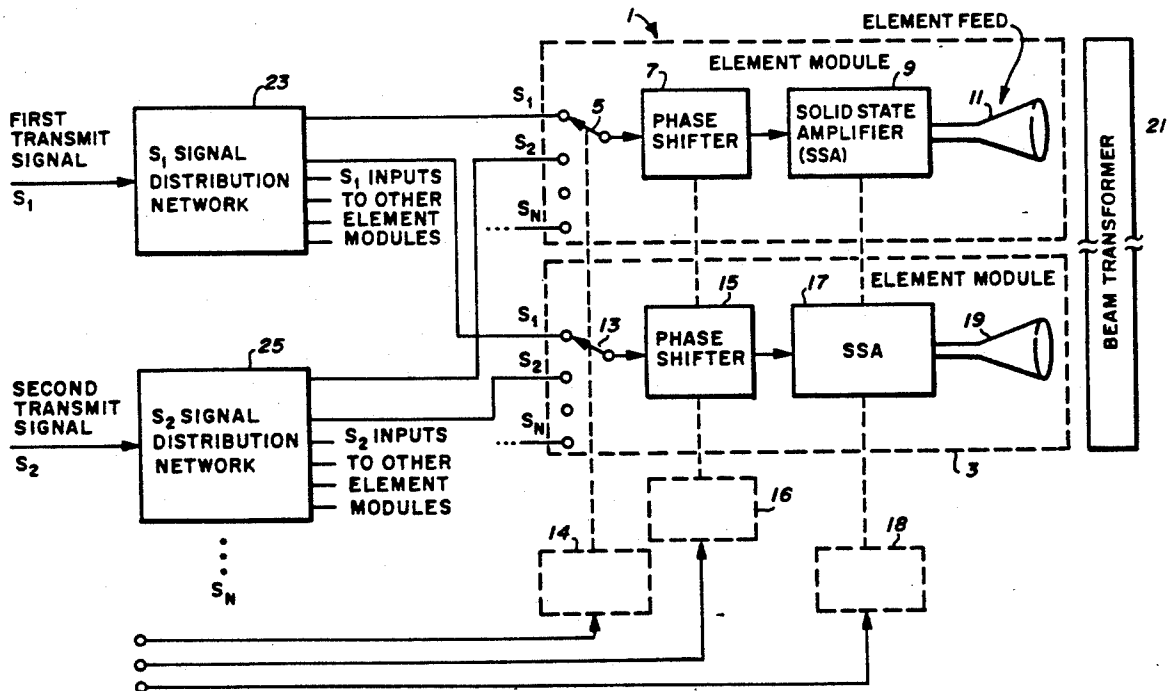 1
ELEMENT FEED
23
ELEMENT MODULE
7
9
11
21
FIRST
TRANSMIT
SIGNAL
S1
S1 SIGNAL
DISTRIBUTION
NETWORK
S1 INPUTS
TO OTHER
ELEMENT
MODULES
S1
5
S2
SN
PHASE
SHIFTER
SOLID STATE
AMPLIFIER
(SSA)
BEAM TRANSFORMER
ELEMENT MODULE
15
17
19
S1
13
S2
SN
PHASE
SHIFTER
SSA
3
25
SECOND
TRANSMIT
SIGNAL
S2
S2 SIGNAL
DISTRIBUTION
NETWORK
S2 INPUTS
TO OTHER
ELEMENT
MODULES
SN
14
16
18